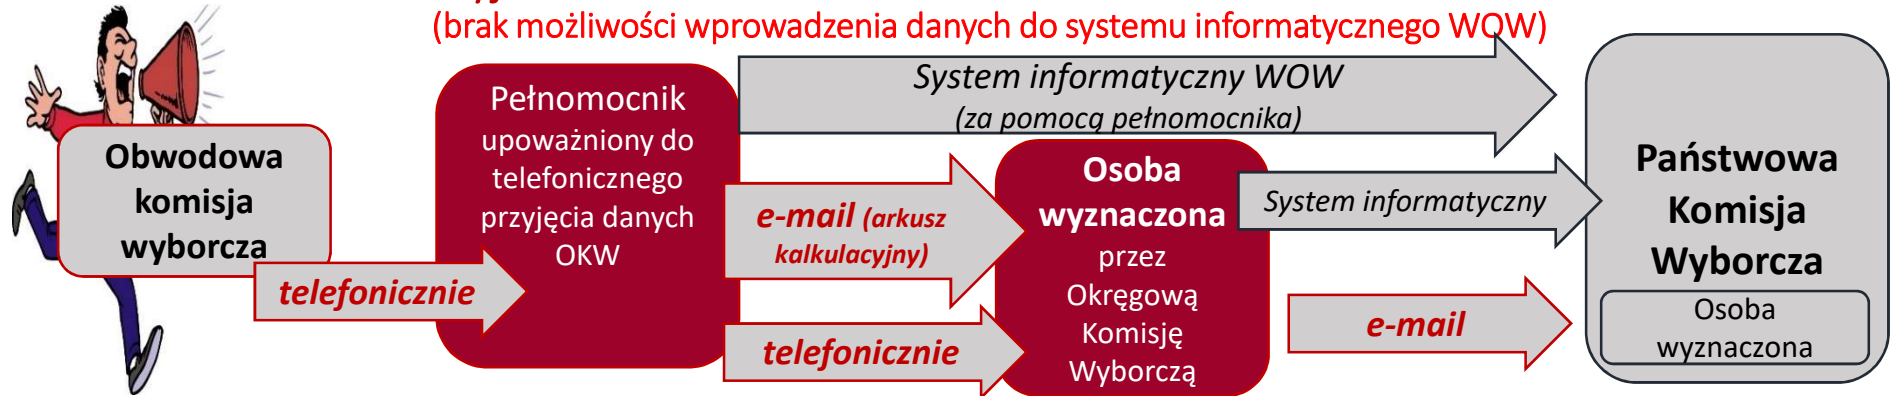 (brak możliwości wprowadzenia danych do systemu informatycznego WOW)
Obwodowa
komisja
wyborcza
telefonicznie
Pełnomocnik
upoważniony do
telefonicznego
przyjęcia danych
OKW
System informatyczny WOW
(za pomocą pełnomocnika)
e-mail (arkusz
kalkulacyjny)
telefonicznie
Osoba
wyznaczona
przez
Okręgową
Komisję
Wyborczą
System informatyczny
e-mail
Państwowa
Komisja
Wyborcza
Osoba
wyznaczona